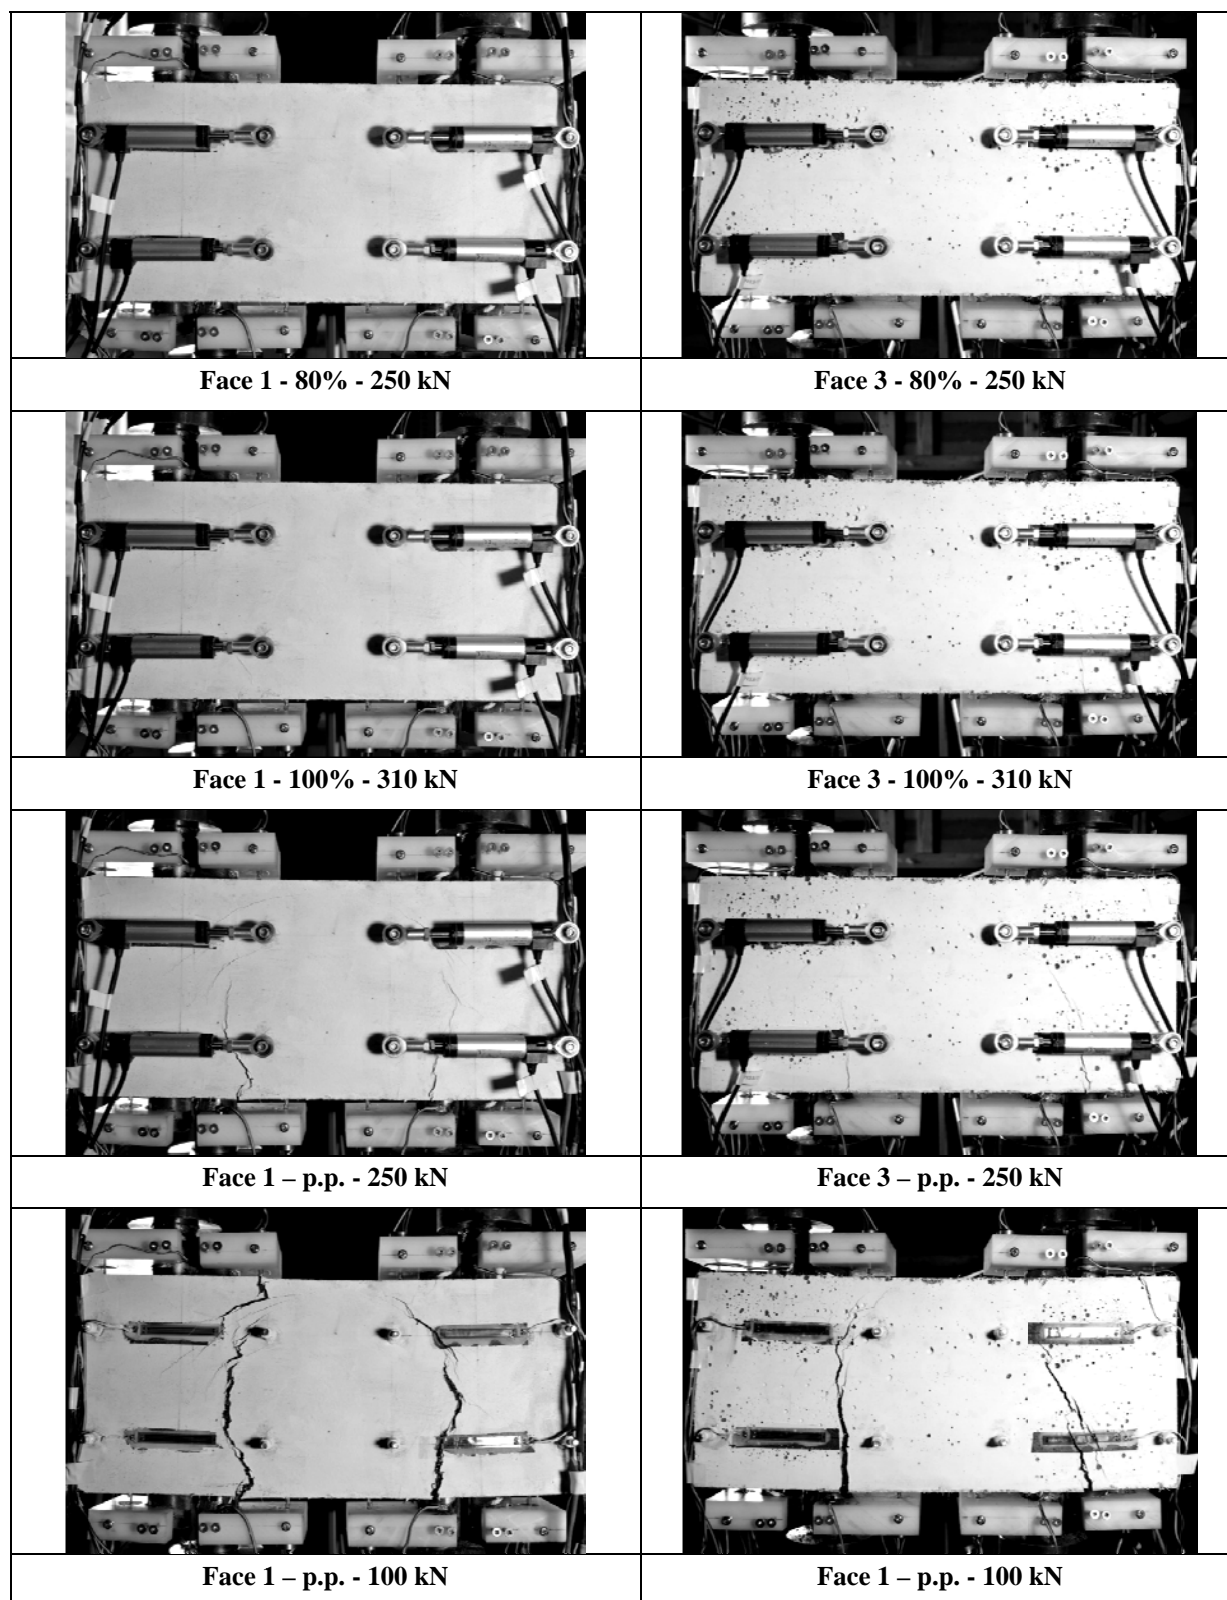 Face 1 - 80% - 250 kN
Face 3 - 80% - 250 kN
Face 1 - 100% - 310 kN
Face 3 - 100% - 310 kN
Face 1 – p.p. - 250 kN
Face 3 – p.p. - 250 kN
Face 1 – p.p. - 100 kN
Face 1 – p.p. - 100 kN